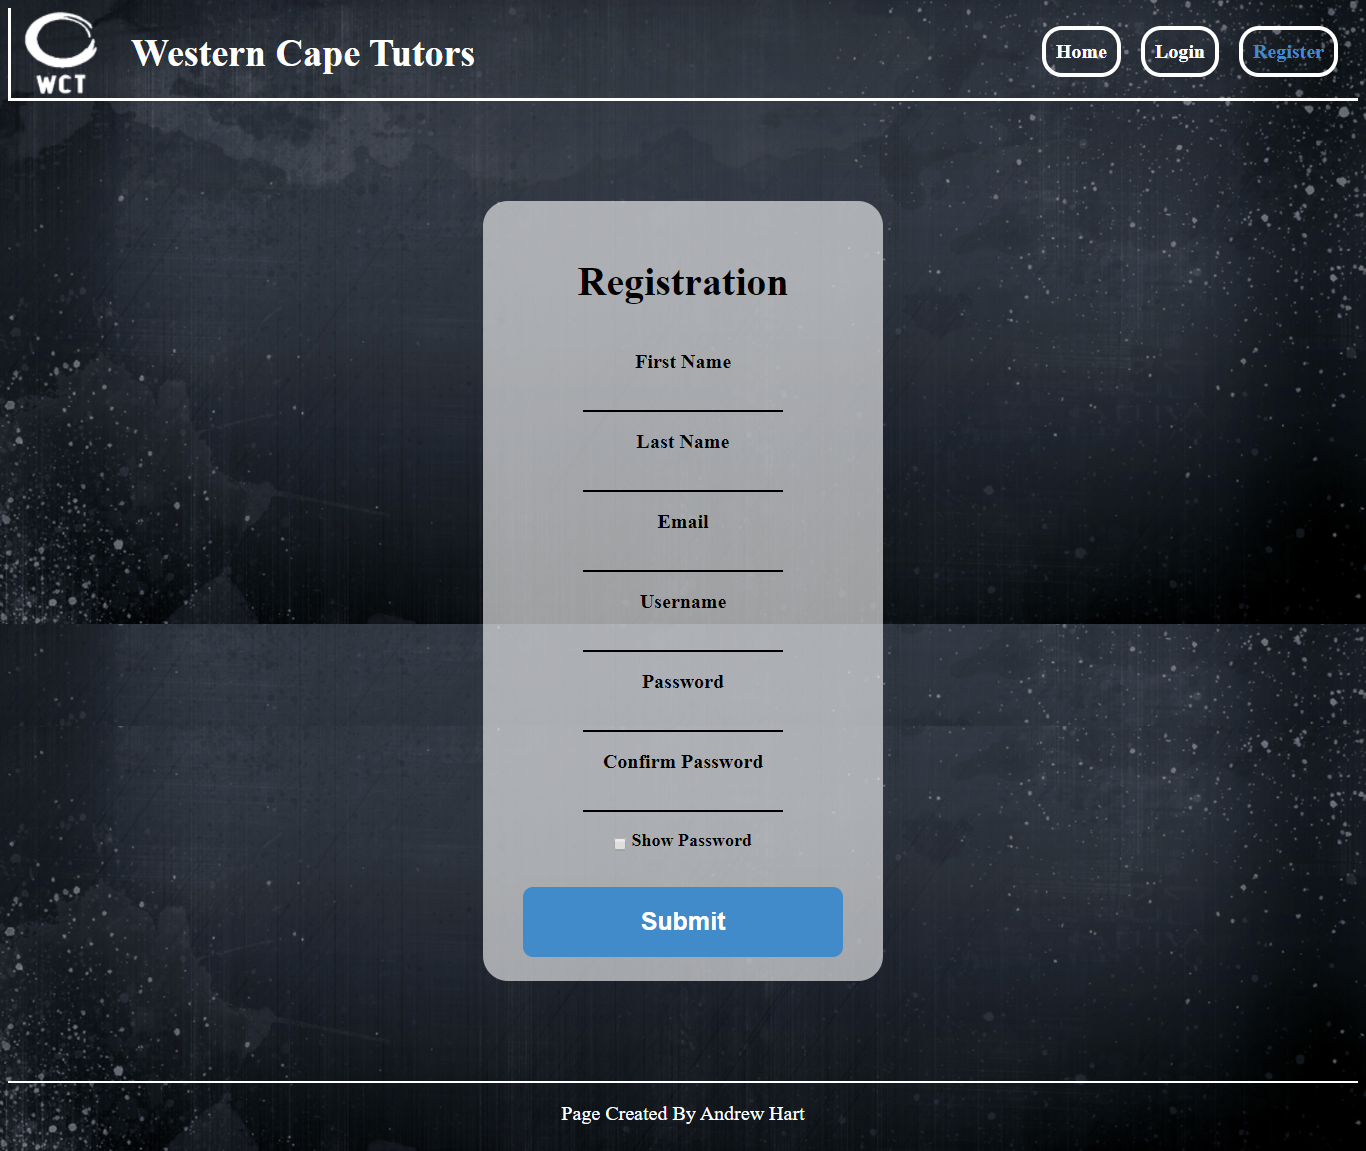 WCT
Western Cape Tutors
Home
Login
Register
Registration
First Name
Last Name
Email
Username
Password
Confirm Password
Show Password
Submit
Page Created By Andrew Hart